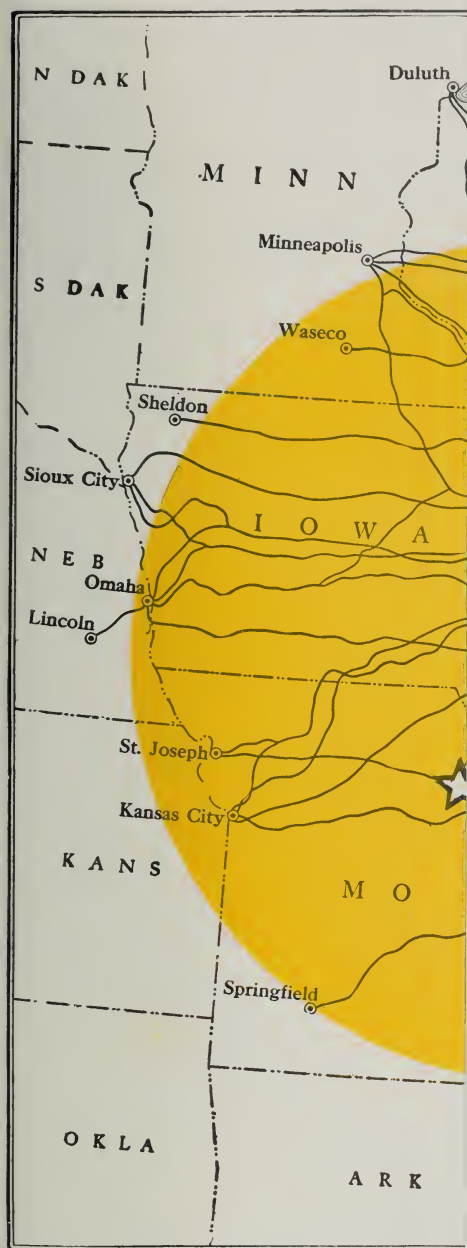 N DAK
Duluth
MINN
Minneapolis
S DAK
Waseco
Sheldon
Sioux City
IOWA
NEB
Omaha
Lincoln
St. Joseph
Kansas City
KANS
MO
Springfield
OKLA
ARK